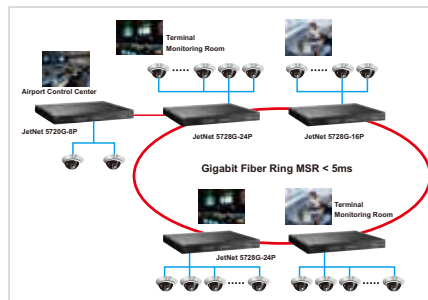 Terminal
Monitoring Room
Airport Control Center
JetNet 5720G-8P
JetNet 5728G-24P
JetNet 5728G-16P
Gigabit Fiber Ring MSR < 5ms
Terminal
Monitoring Room
JetNet 5728G-24P